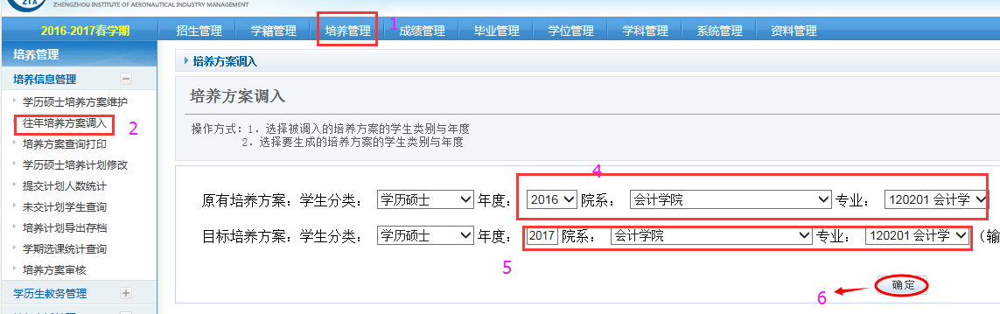 ZTA
ZHENGZHOU INSTITUTE OF AERONAUTICAL INDUSTRY MANAGEMENT
2016-2017春学期 招生管理 学籍管理 培养管理 1 成绩管理 毕业管理 学位管理 学科管理 系统管理 资料管理
培养管理
培养信息管理
学历硕士培养方案维护
往年培养方案调入 2
培养方案查询打印
学历硕士培养计划修改
提交计划人数统计
未交计划学生查询
培养计划导出存档
学期选课统计查询
培养方案审核
学历生教务管理
培养方案调入
培养方案调入
操作方式：1. 选择被调入的培养方案的学生类别与年度
2. 选择要生成的培养方案的学生类别与年度
4
原有培养方案：学生分类： 学历硕士 年度： 2016 院系： 会计学院 专业： 120201 会计学
目标培养方案：学生分类： 学历硕士 年度： 2017 院系： 会计学院 专业： 120201 会计学 （输
5
6 确定